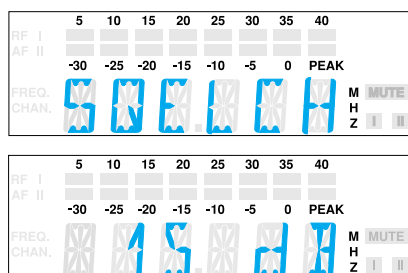 5 10 15 20 25 30 35 40
RF I
AF II
-30 -25 -20 -15 -10 -5 0 PEAK
FREQ. M MUTE
CHAN. SQEL H
Z I II
5 10 15 20 25 30 35 40
RF I
AF II
-30 -25 -20 -15 -10 -5 0 PEAK
FREQ. M MUTE
CHAN. 15 H
Z I II